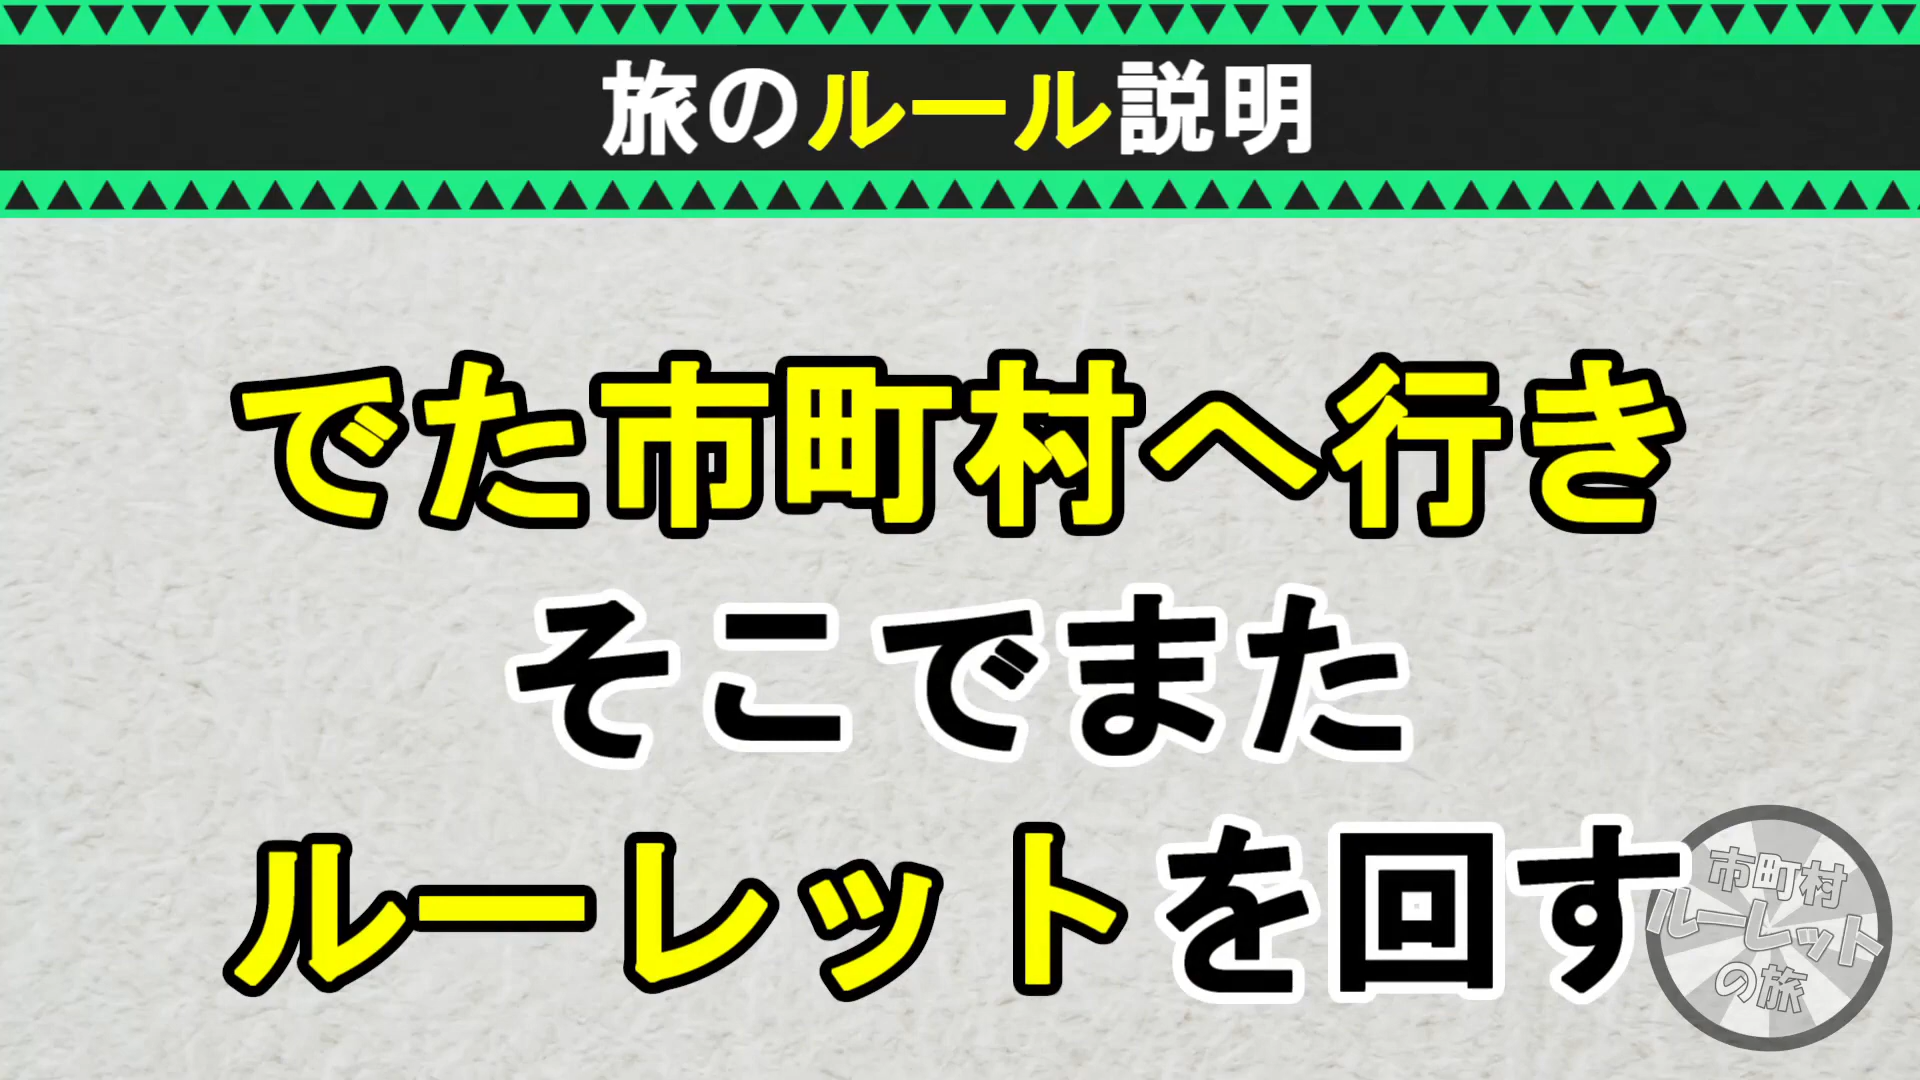 旅のルール説明
でた市町村へ行き
そこでまた
ルーレットを回す
市町村
ルーレット
の旅